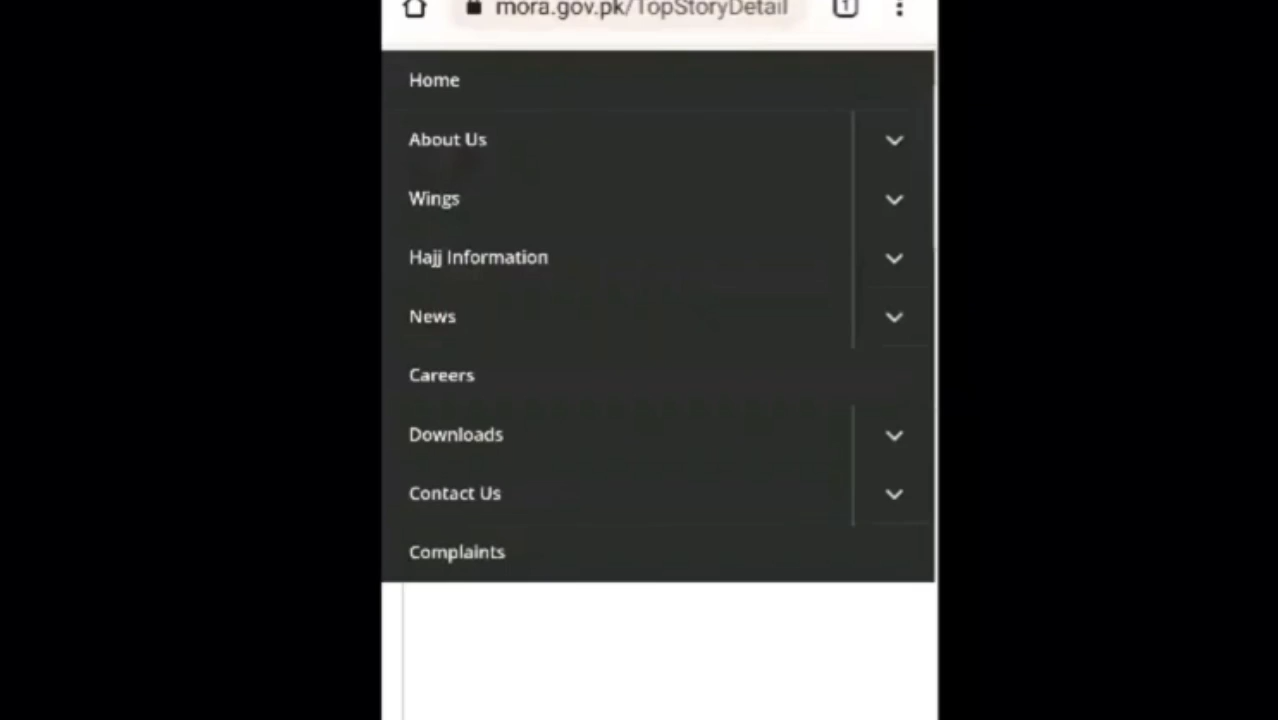 mora.gov.pk/TopStoryDetail
1
Home
About Us
Wings
Hajj Information
News
Careers
Downloads
Contact Us
Complaints